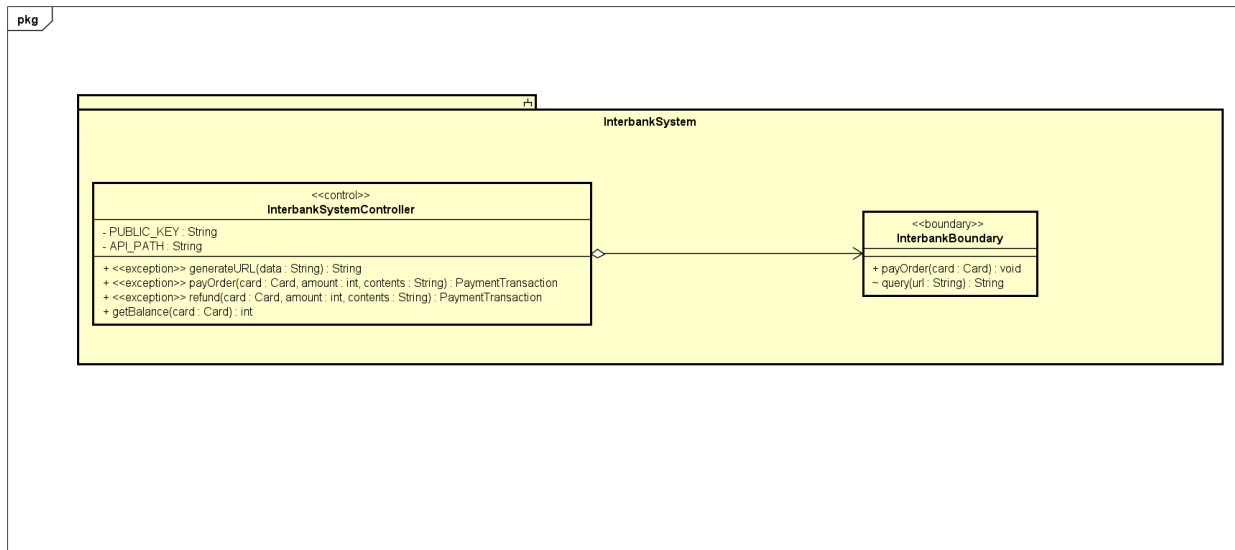 pkg
InterbankSystem
<<control>>
InterbankSystemController
- PUBLIC_KEY : String
- API_PATH : String
+ <<exception>> generateURL(data : String) : String
+ <<exception>> payOrder(card : Card, amount : int, contents : String) : PaymentTransaction
+ <<exception>> refund(card : Card, amount : int, contents : String) : PaymentTransaction
+ getBalance(card : Card) : int
<<boundary>>
InterbankBoundary
+ payOrder(card : Card) : void
~ query(url : String) : String